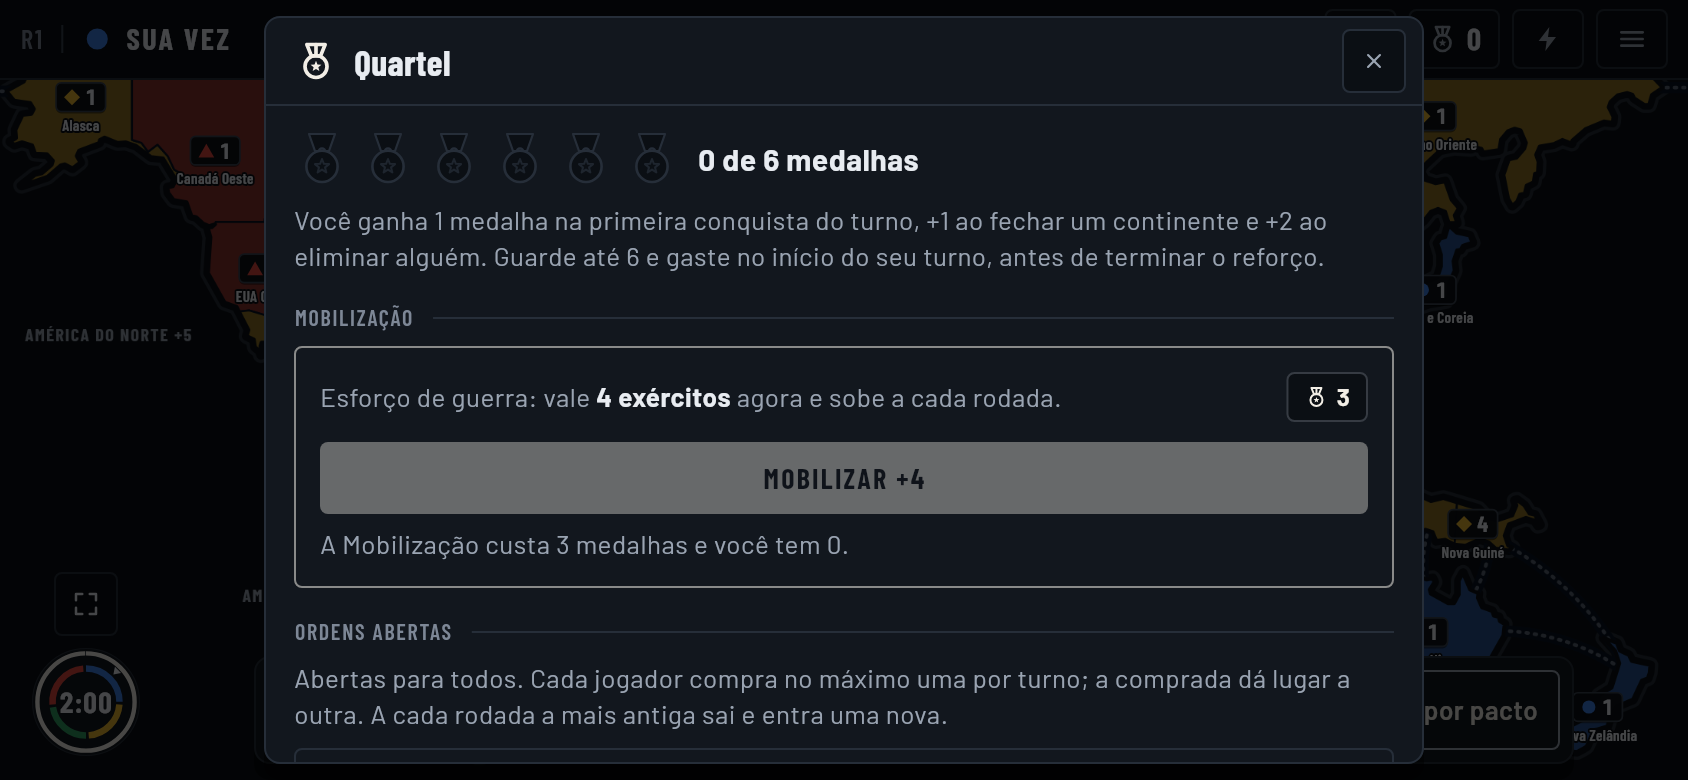 R1
SUA VEZ
Quartel
0
1
Alasca
1
Canadá Oeste
EUA
AMÉRICA DO NORTE +5
0 de 6 medalhas
Você ganha 1 medalha na primeira conquista do turno, +1 ao fechar um continente e +2 ao
eliminar alguém. Guarde até 6 e gaste no início do seu turno, antes de terminar o reforço.
MOBILIZAÇÃO
Esforço de guerra: vale 4 exércitos agora e sobe a cada rodada.
3
MOBILIZAR +4
A Mobilização custa 3 medalhas e você tem 0.
ORDENS ABERTAS
Abertas para todos. Cada jogador compra no máximo uma por turno; a comprada dá lugar a
outra. A cada rodada a mais antiga sai e entra uma nova.
1
Oriente
1
e Coreia
4
Nova Guiné
1
por pacto
1
Zelândia
AM
2:00